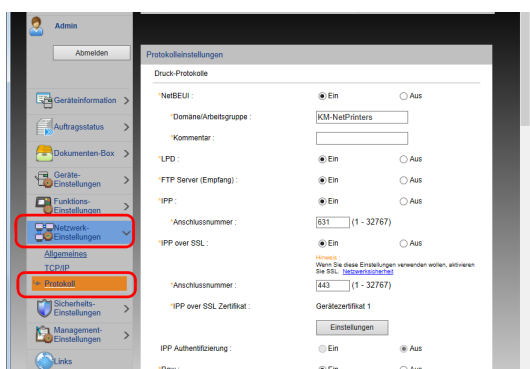 Admin
Abmelden
Geräteinformation
Auftragsstatus
Dokumenten-Box
Geräte-
Einstellungen
Funktions-
Einstellungen
Netzwerk-
Einstellungen
Allgemeines
TCP/IP
Protokoll
Sicherheits-
Einstellungen
Management-
Einstellungen
Links
Protokolleinstellungen
Druck-Protokolle
*NetBEUI : Ein Aus
*Domäne/Arbeitsgruppe : KM-NetPrinters
*Kommentar :
*LPD : Ein Aus
*FTP Server (Empfang) : Ein Aus
*IPP : Ein Aus
*Anschlussnummer : 631 (1 - 32767)
*IPP over SSL : Ein Aus
Hinweis :
Wenn Sie diese Einstellungen verwenden wollen, aktivieren
Sie SSL. Netzwerksicherheit
*Anschlussnummer : 443 (1 - 32767)
*IPP over SSL Zertifikat : Gerätezertifikat 1
Einstellungen
IPP Authentifizierung : Ein Aus
*Raw : Ein Aus